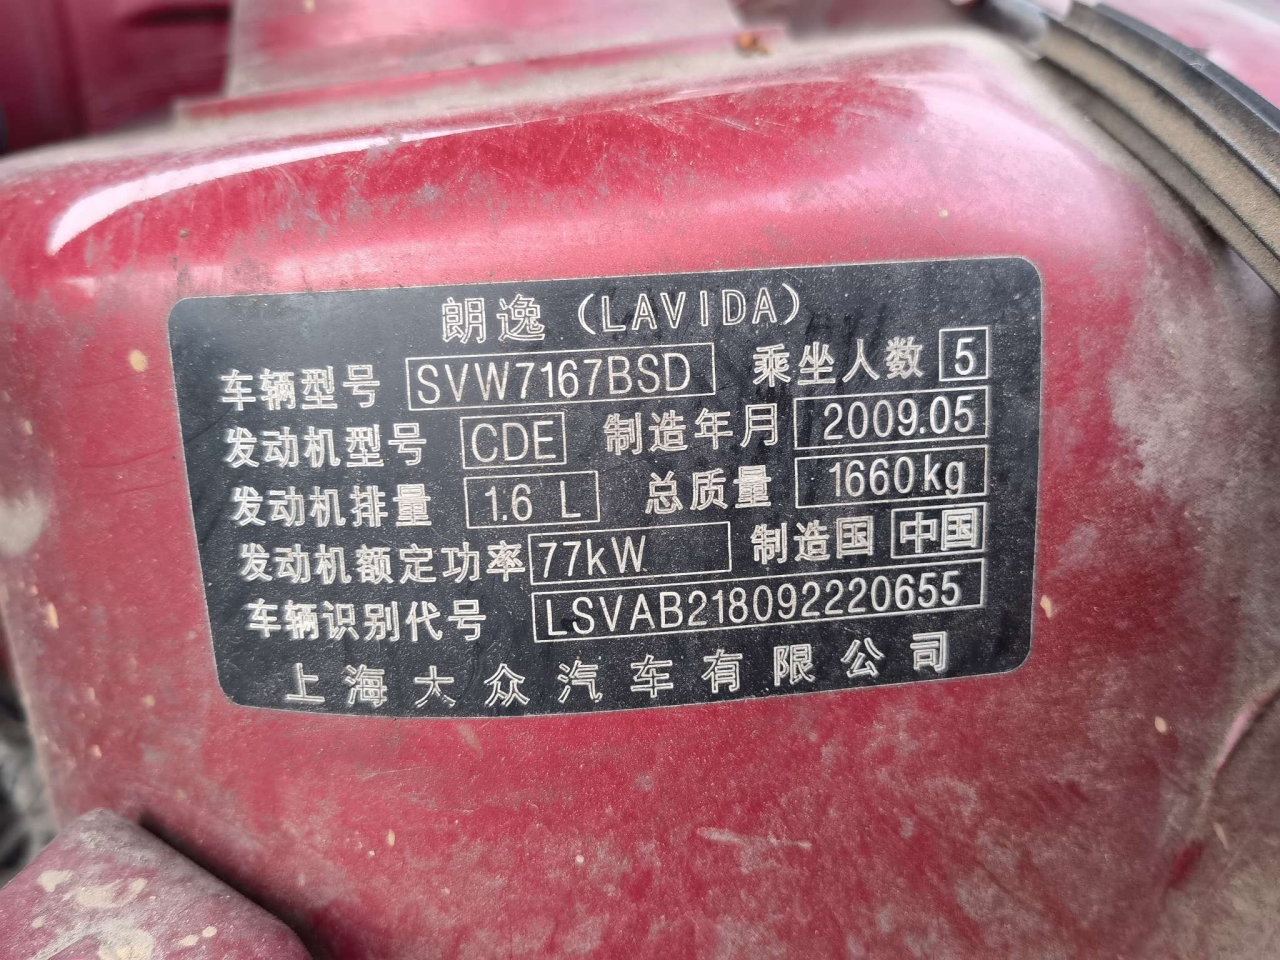 朗逸（LAVIDA）
车辆型号 SVW7167BSD 乘坐人数 5
发动机型号 CDE 制造年月 2009.05
发动机排量 1.6 L 总质量 1660kg
发动机额定功率 77kW 制造国 中国
车辆识别代号 LSVAB218092220655
上海大众汽车有限公司